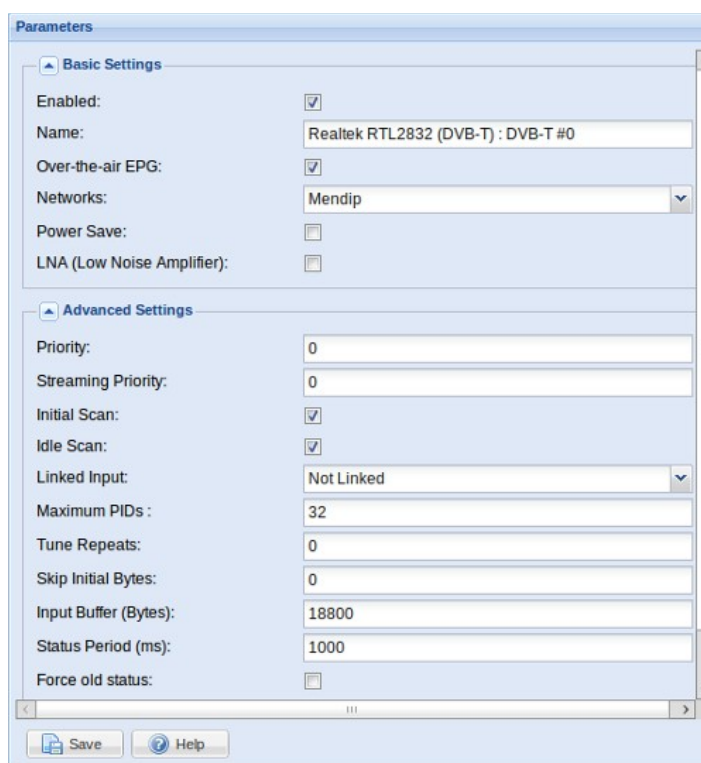 Parameters
Basic Settings
Enabled:
Name: Realtek RTL2832 (DVB-T) : DVB-T #0
Over-the-air EPG:
Networks: Mendip
Power Save:
LNA (Low Noise Amplifier):
Advanced Settings
Priority: 0
Streaming Priority: 0
Initial Scan:
Idle Scan:
Linked Input: Not Linked
Maximum PIDs : 32
Tune Repeats: 0
Skip Initial Bytes: 0
Input Buffer (Bytes): 18800
Status Period (ms): 1000
Force old status:
Save Help